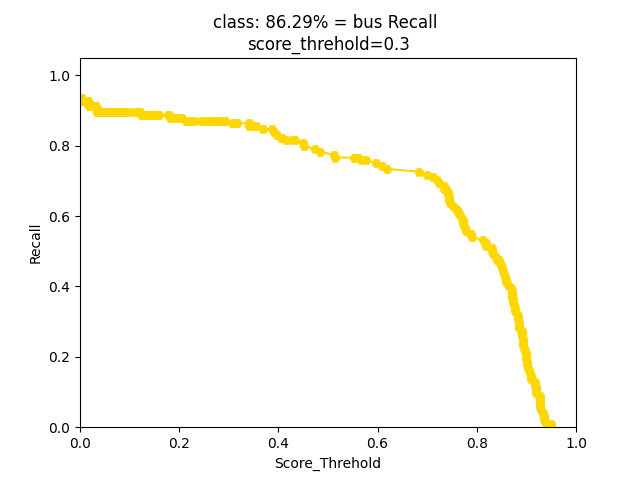 class: 86.29% = bus Recall
score_threhold=0.3
1.0
0.8
0.6
0.4
0.2
0.0
Recall
0.0 0.2 0.4 0.6 0.8 1.0
Score_Threhold